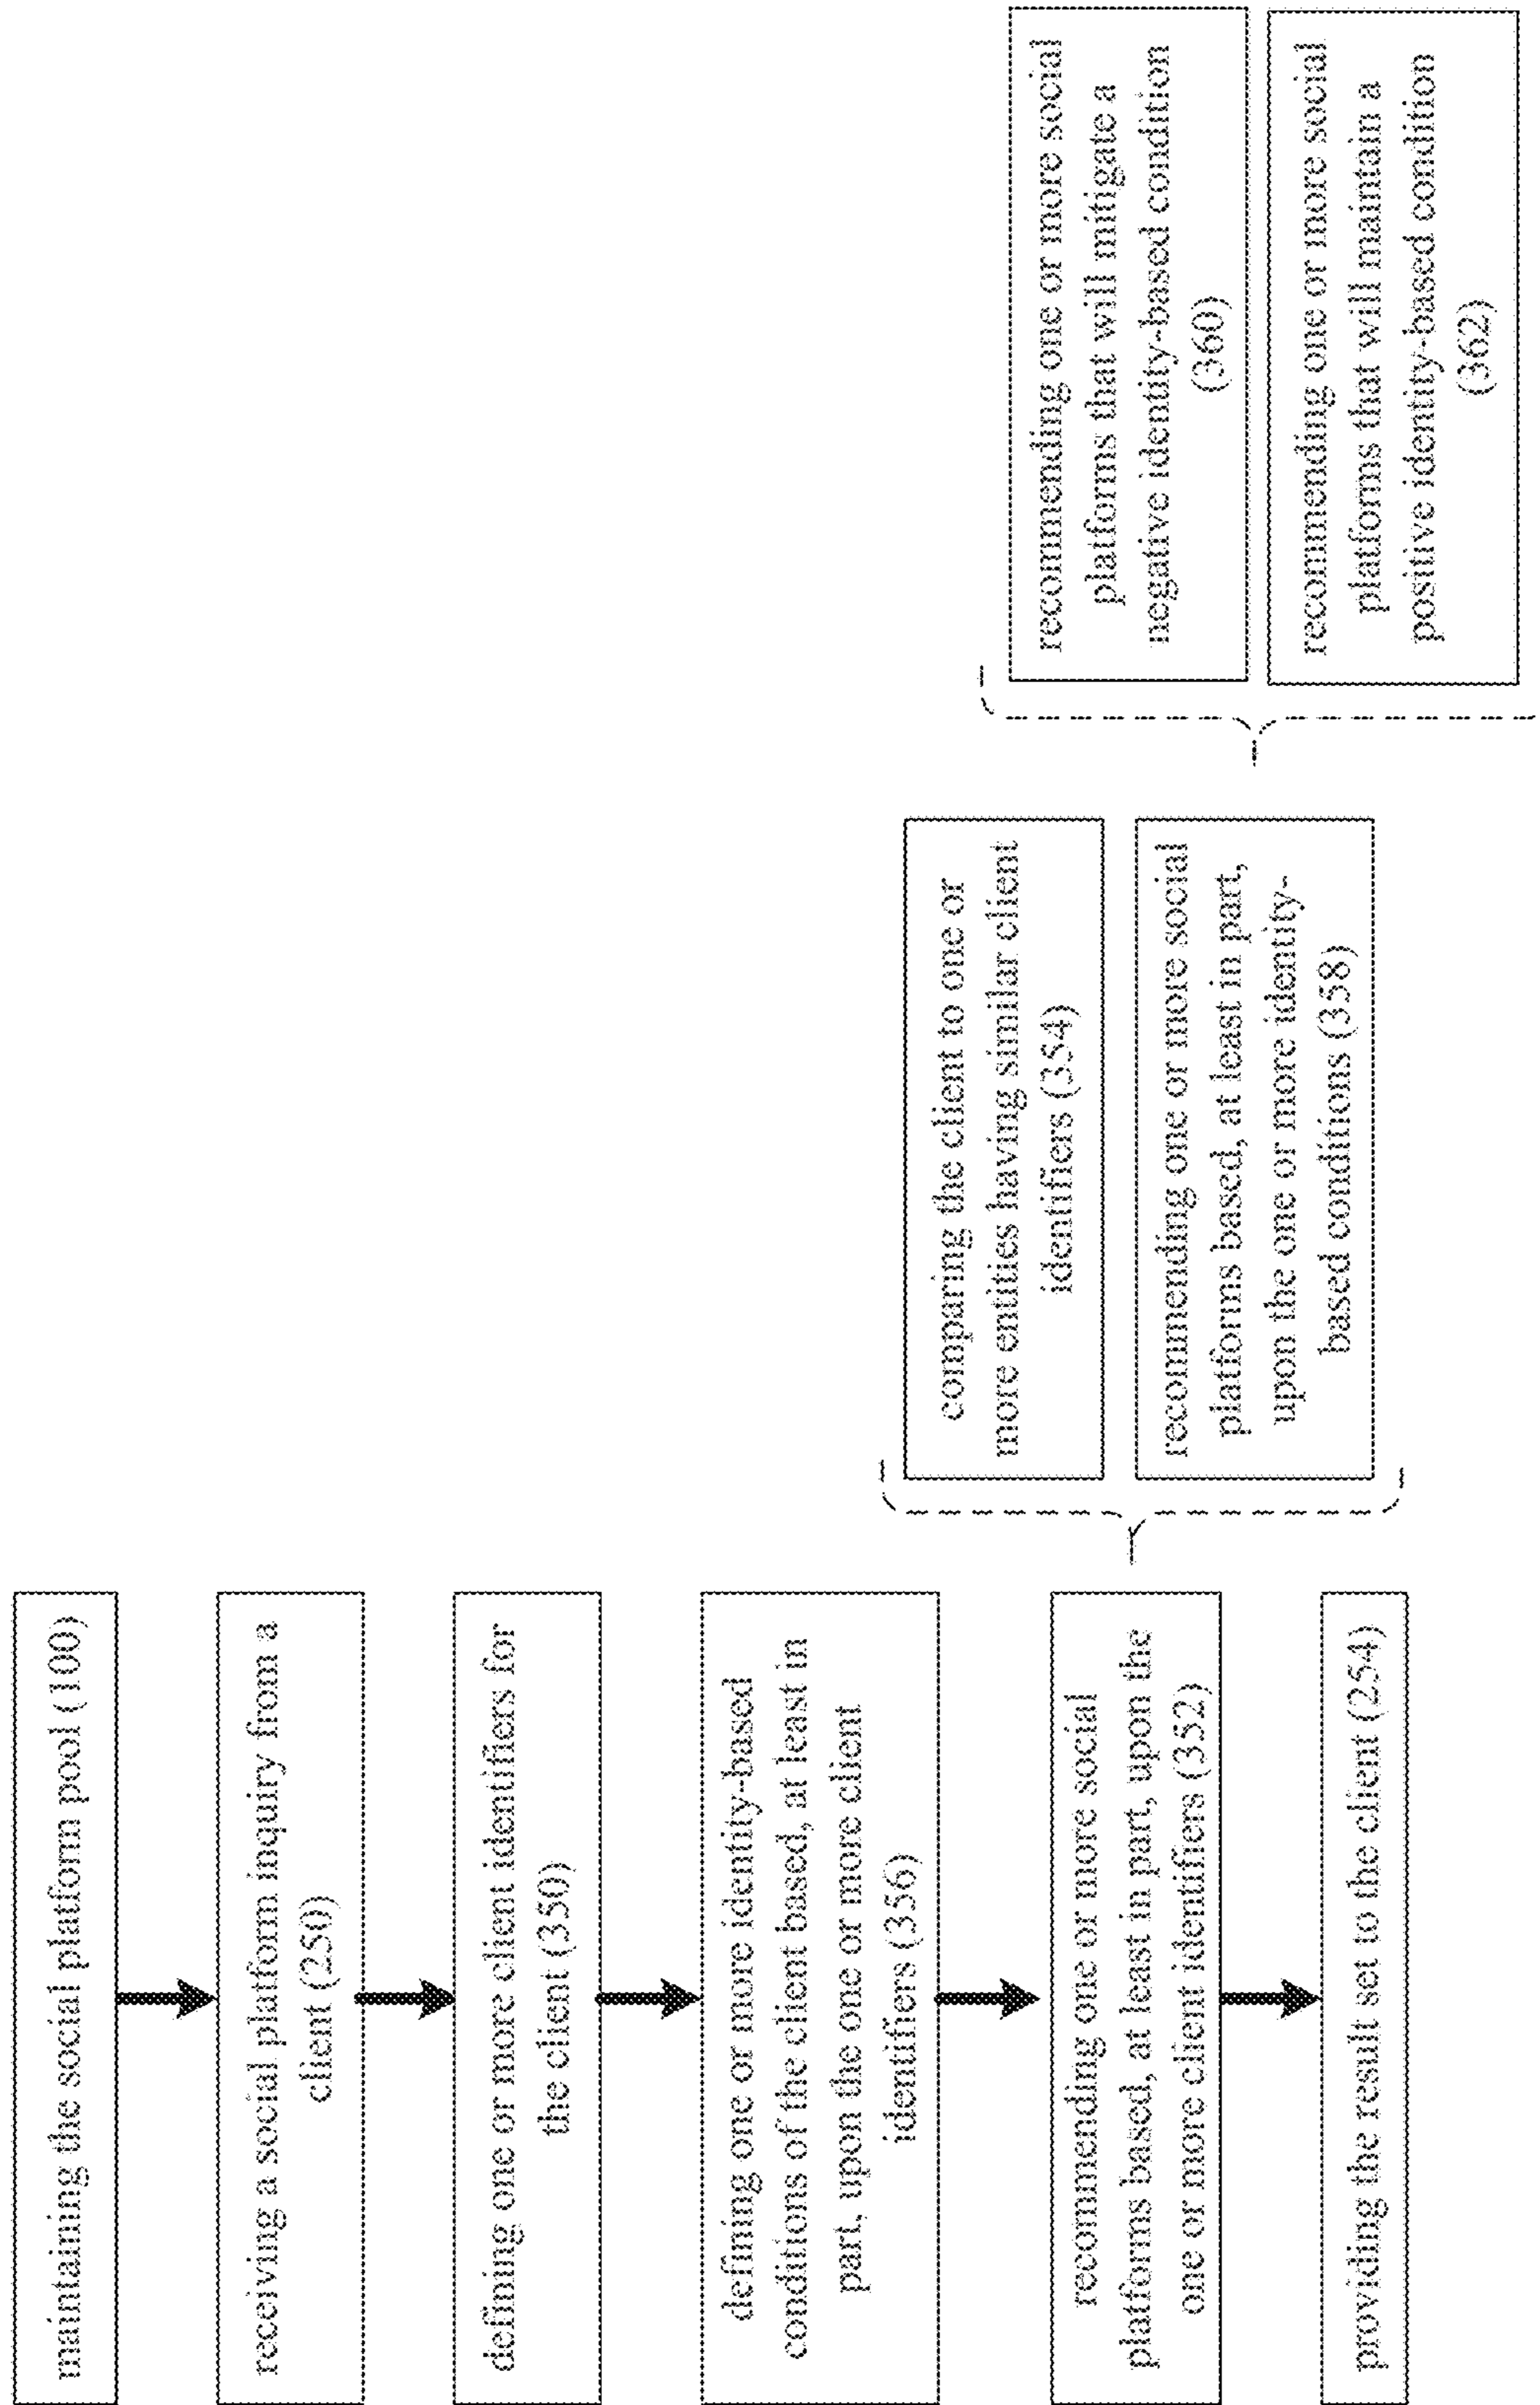 maintaining the social platform pool (100)
receiving a social platform inquiry from a
client (250)
defining one or more client identifiers for
the client (350)
defining one or more identity-based
conditions of the client based, at least in
part, upon the one or more client
identifiers (356)
recommending one or more social
platforms based, at least in part, upon the
one or more client identifiers (352)
providing the result set to the client (254)
comparing the client to one or
more entities having similar client
identifiers (354)
recommending one or more social
platforms based, at least in part,
upon the one or more identity-
based conditions (358)
recommending one or more social
platforms that will mitigate a
negative identity-based condition
(360)
recommending one or more social
platforms that will maintain a
positive identity-based condition
(362)